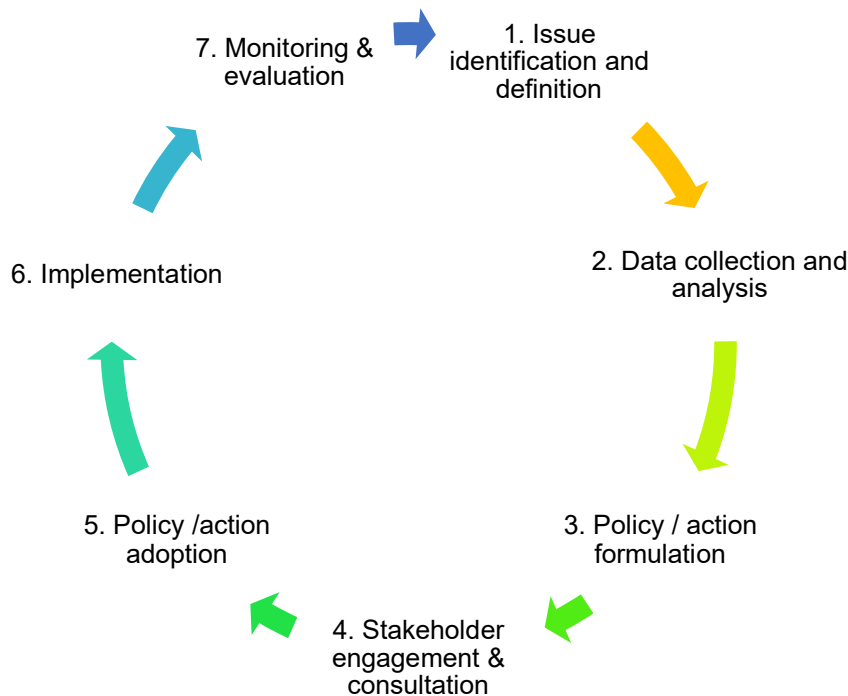 1. Issue
identification and
definition
2. Data collection and
analysis
3. Policy / action
formulation
4. Stakeholder
engagement &
consultation
5. Policy /action
adoption
6. Implementation
7. Monitoring &
evaluation